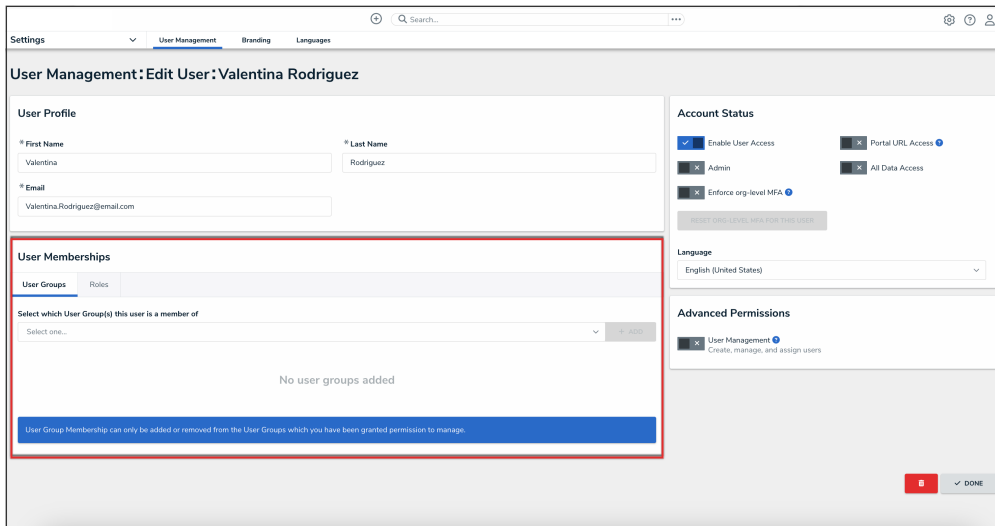 Search...
Settings
User Management
Branding
Languages
User Management:Edit User:Valentina Rodriguez
User Profile
* First Name
* Last Name
Valentina
Rodriguez
* Email
Valentina.Rodriguez@email.com
User Memberships
User Groups
Roles
Select which User Group(s) this user is a member of
Select one...
+ ADD
No user groups added
User Group Membership can only be added or removed from the User Groups which you have been granted permission to manage.
Account Status
Enable User Access
Portal URL Access ?
Admin
All Data Access
Enforce org-level MFA ?
RESET ORG-LEVEL MFA FOR THIS USER
Language
English (United States)
Advanced Permissions
User Management ?
Create, manage, and assign users
DONE